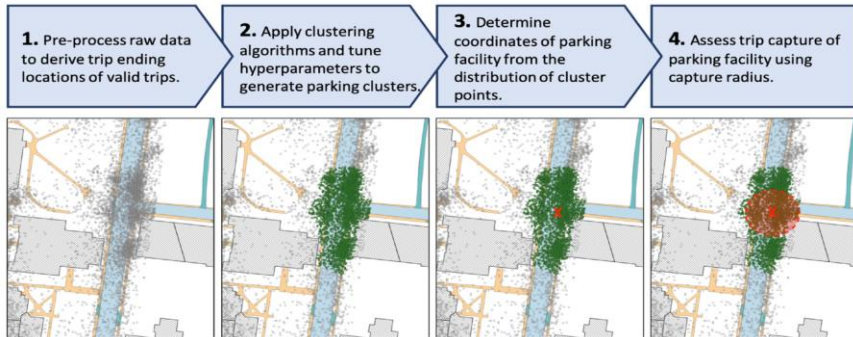 1. Pre-process raw data
to derive trip ending
locations of valid trips.
2. Apply clustering
algorithms and tune
hyperparameters to
generate parking clusters.
3. Determine
coordinates of parking
facility from the
distribution of cluster
points.
4. Assess trip capture of
parking facility using
capture radius.